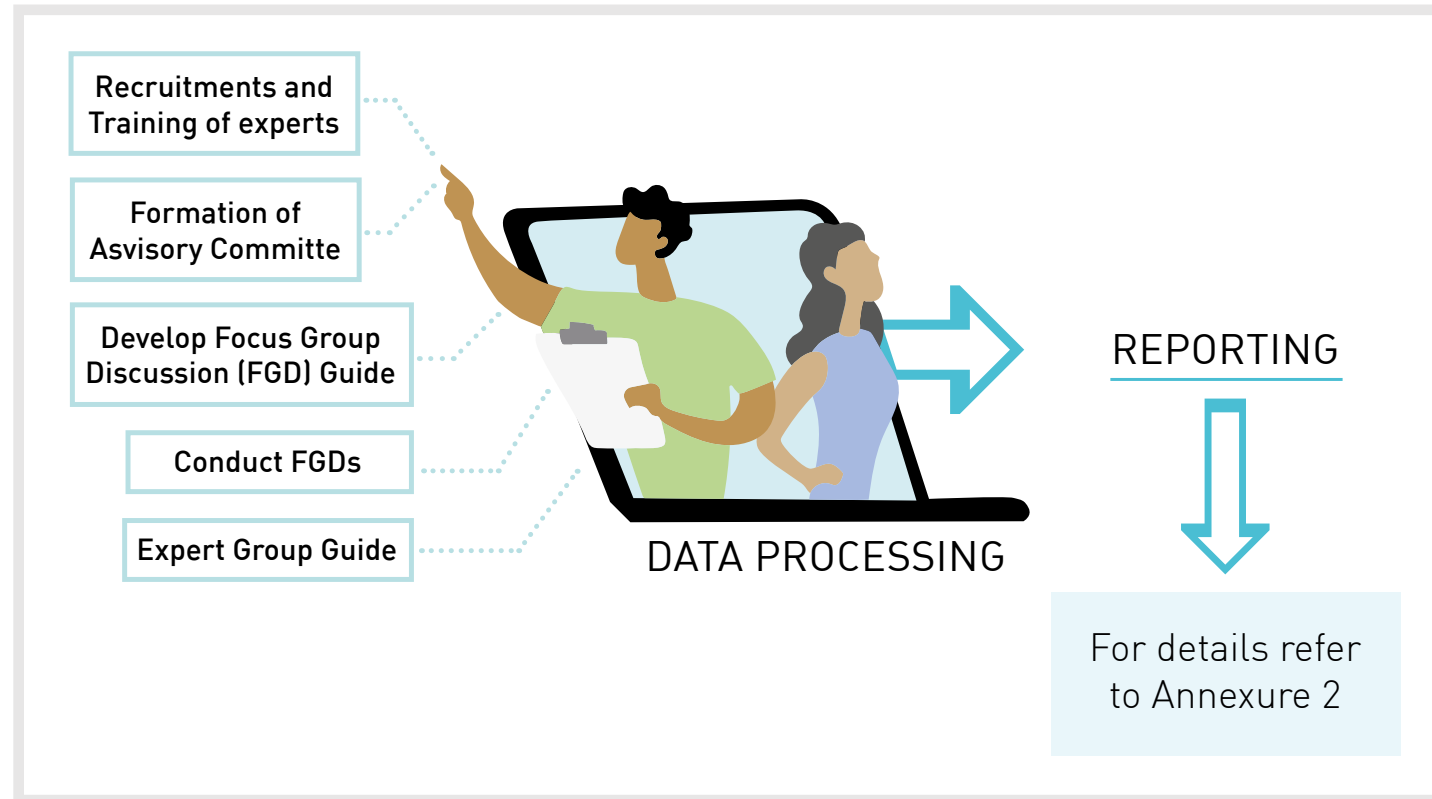 Recruitments and
Training of experts
Formation of
Asvisory Committe
Develop Focus Group
Discussion (FGD) Guide
Conduct FGDs
Expert Group Guide
DATA PROCESSING
REPORTING
For details refer
to Annexure 2